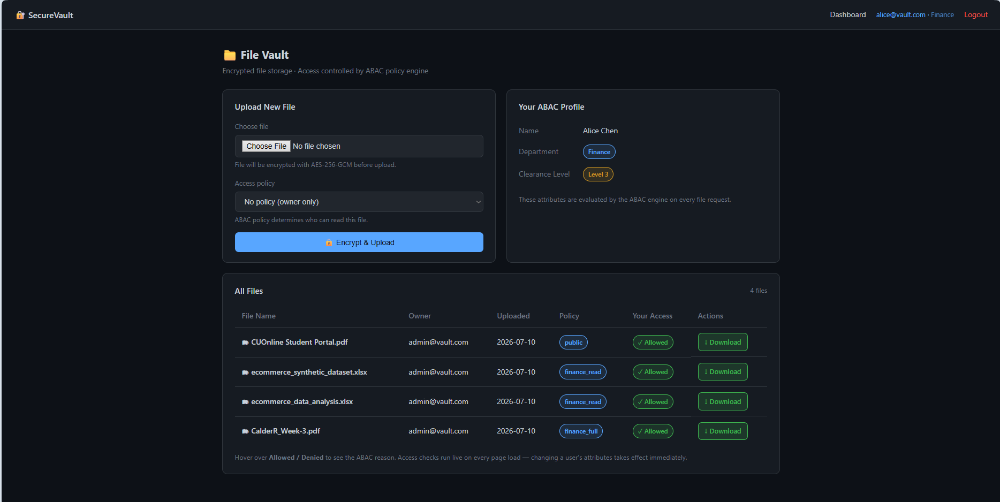 SecureVault
Dashboard alice@vault.com · Finance Logout
File Vault
Encrypted file storage · Access controlled by ABAC policy engine
Upload New File
Choose file
Choose File No file chosen
File will be encrypted with AES-256-GCM before upload.
Access policy
No policy (owner only)
ABAC policy determines who can read this file.
Encrypt & Upload
Your ABAC Profile
Name Alice Chen
Department Finance
Clearance Level Level 3
These attributes are evaluated by the ABAC engine on every file request.
All Files 4 files
File Name Owner Uploaded Policy Your Access Actions
CUOnline Student Portal.pdf admin@vault.com 2026-07-10 public ✓ Allowed ↓ Download
ecommerce_synthetic_dataset.xlsx admin@vault.com 2026-07-10 finance_read ✓ Allowed ↓ Download
ecommerce_data_analysis.xlsx admin@vault.com 2026-07-10 finance_read ✓ Allowed ↓ Download
CalderR_Week-3.pdf admin@vault.com 2026-07-10 finance_full ✓ Allowed ↓ Download
Hover over Allowed / Denied to see the ABAC reason. Access checks run live on every page load — changing a user's attributes takes effect immediately.